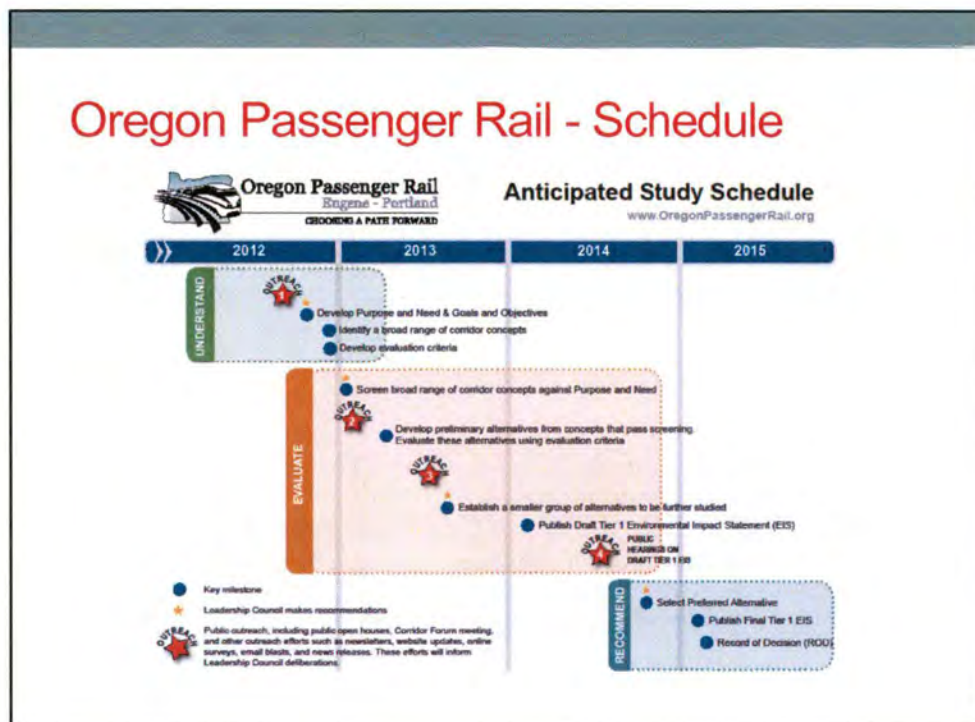 Oregon Passenger Rail - Schedule
Oregon Passenger Rail
Eugene - Portland
CHOOSING A PATH FORWARD
Anticipated Study Schedule
www.OregonPassengerRail.org
2012
2013
2014
2015
UNDERSTAND
OUTREACH
1
Develop Purpose and Need & Goals and Objectives
Identify a broad range of corridor concepts
Develop evaluation criteria
EVALUATE
Screen broad range of corridor concepts against Purpose and Need
OUTREACH
2
Develop preliminary alternatives from concepts that pass screening.
Evaluate these alternatives using evaluation criteria
OUTREACH
3
Establish a smaller group of alternatives to be further studied
Publish Draft Tier 1 Environmental Impact Statement (EIS)
OUTREACH
4
PUBLIC
HEARINGS ON
DRAFT TIER 1 EIS
RECOMMEND
Select Preferred Alternative
Publish Final Tier 1 EIS
Record of Decision (ROD)
Key milestone
Leadership Council makes recommendations
OUTREACH
Public outreach, including public open houses, Corridor Forum meeting,
and other outreach efforts such as newsletters, website updates, online
surveys, email blasts, and news releases. These efforts will inform
Leadership Council deliberations.